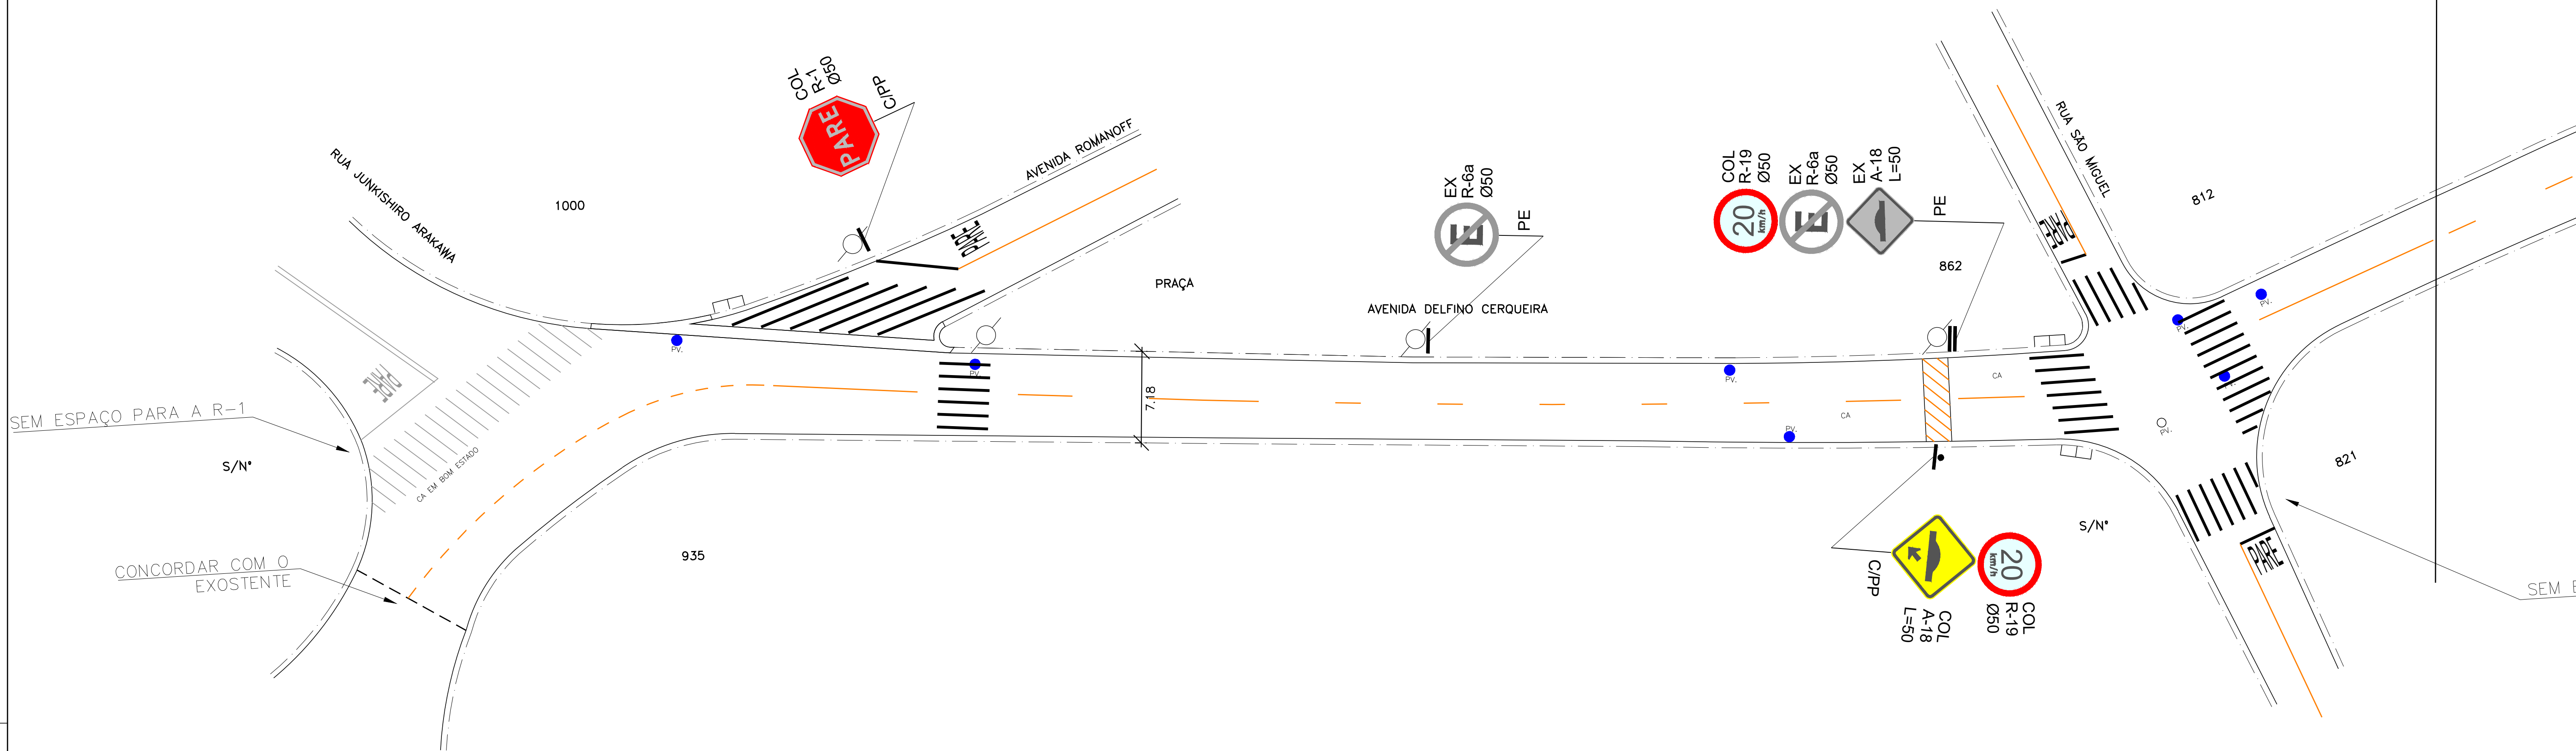 COL
R-1
Ø50
PARE
C/PP
RUA JUNKISHIRO ARAKAWA
1000
AVENIDA ROMANOFF
PARE
PRAÇA
EX
R-6a
Ø50
E
PE
AVENIDA DELFINO CERQUEIRA
COL
R-19
Ø50
20
km/h
EX
R-6a
Ø50
E
EX
A-18
L=50
PE
862
RUA SÃO MIGUEL
PARE
812
PV.
PV.
PV.
PV.
PV.
PV.
PV.
PV.
CA
CA
7.18
PARE
SEM ESPAÇO PARA A R-1
S/Nº
CA EM BOM ESTADO
CONCORDAR COM O
EXOSTENTE
935
C/PP
COL
A-18
L=50
20
km/h
COL
R-19
Ø50
S/Nº
PARE
821
SEM